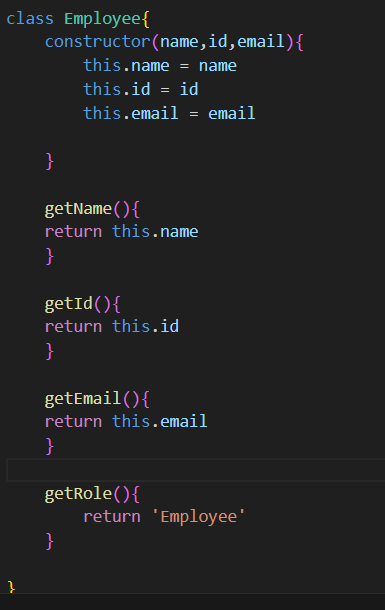 class Employee{
    constructor(name,id,email){
        this.name = name
        this.id = id
        this.email = email
    }
    getName(){
    return this.name
    }
    getId(){
    return this.id
    }
    getEmail(){
    return this.email
    }
    getRole(){
        return 'Employee'
    }
}